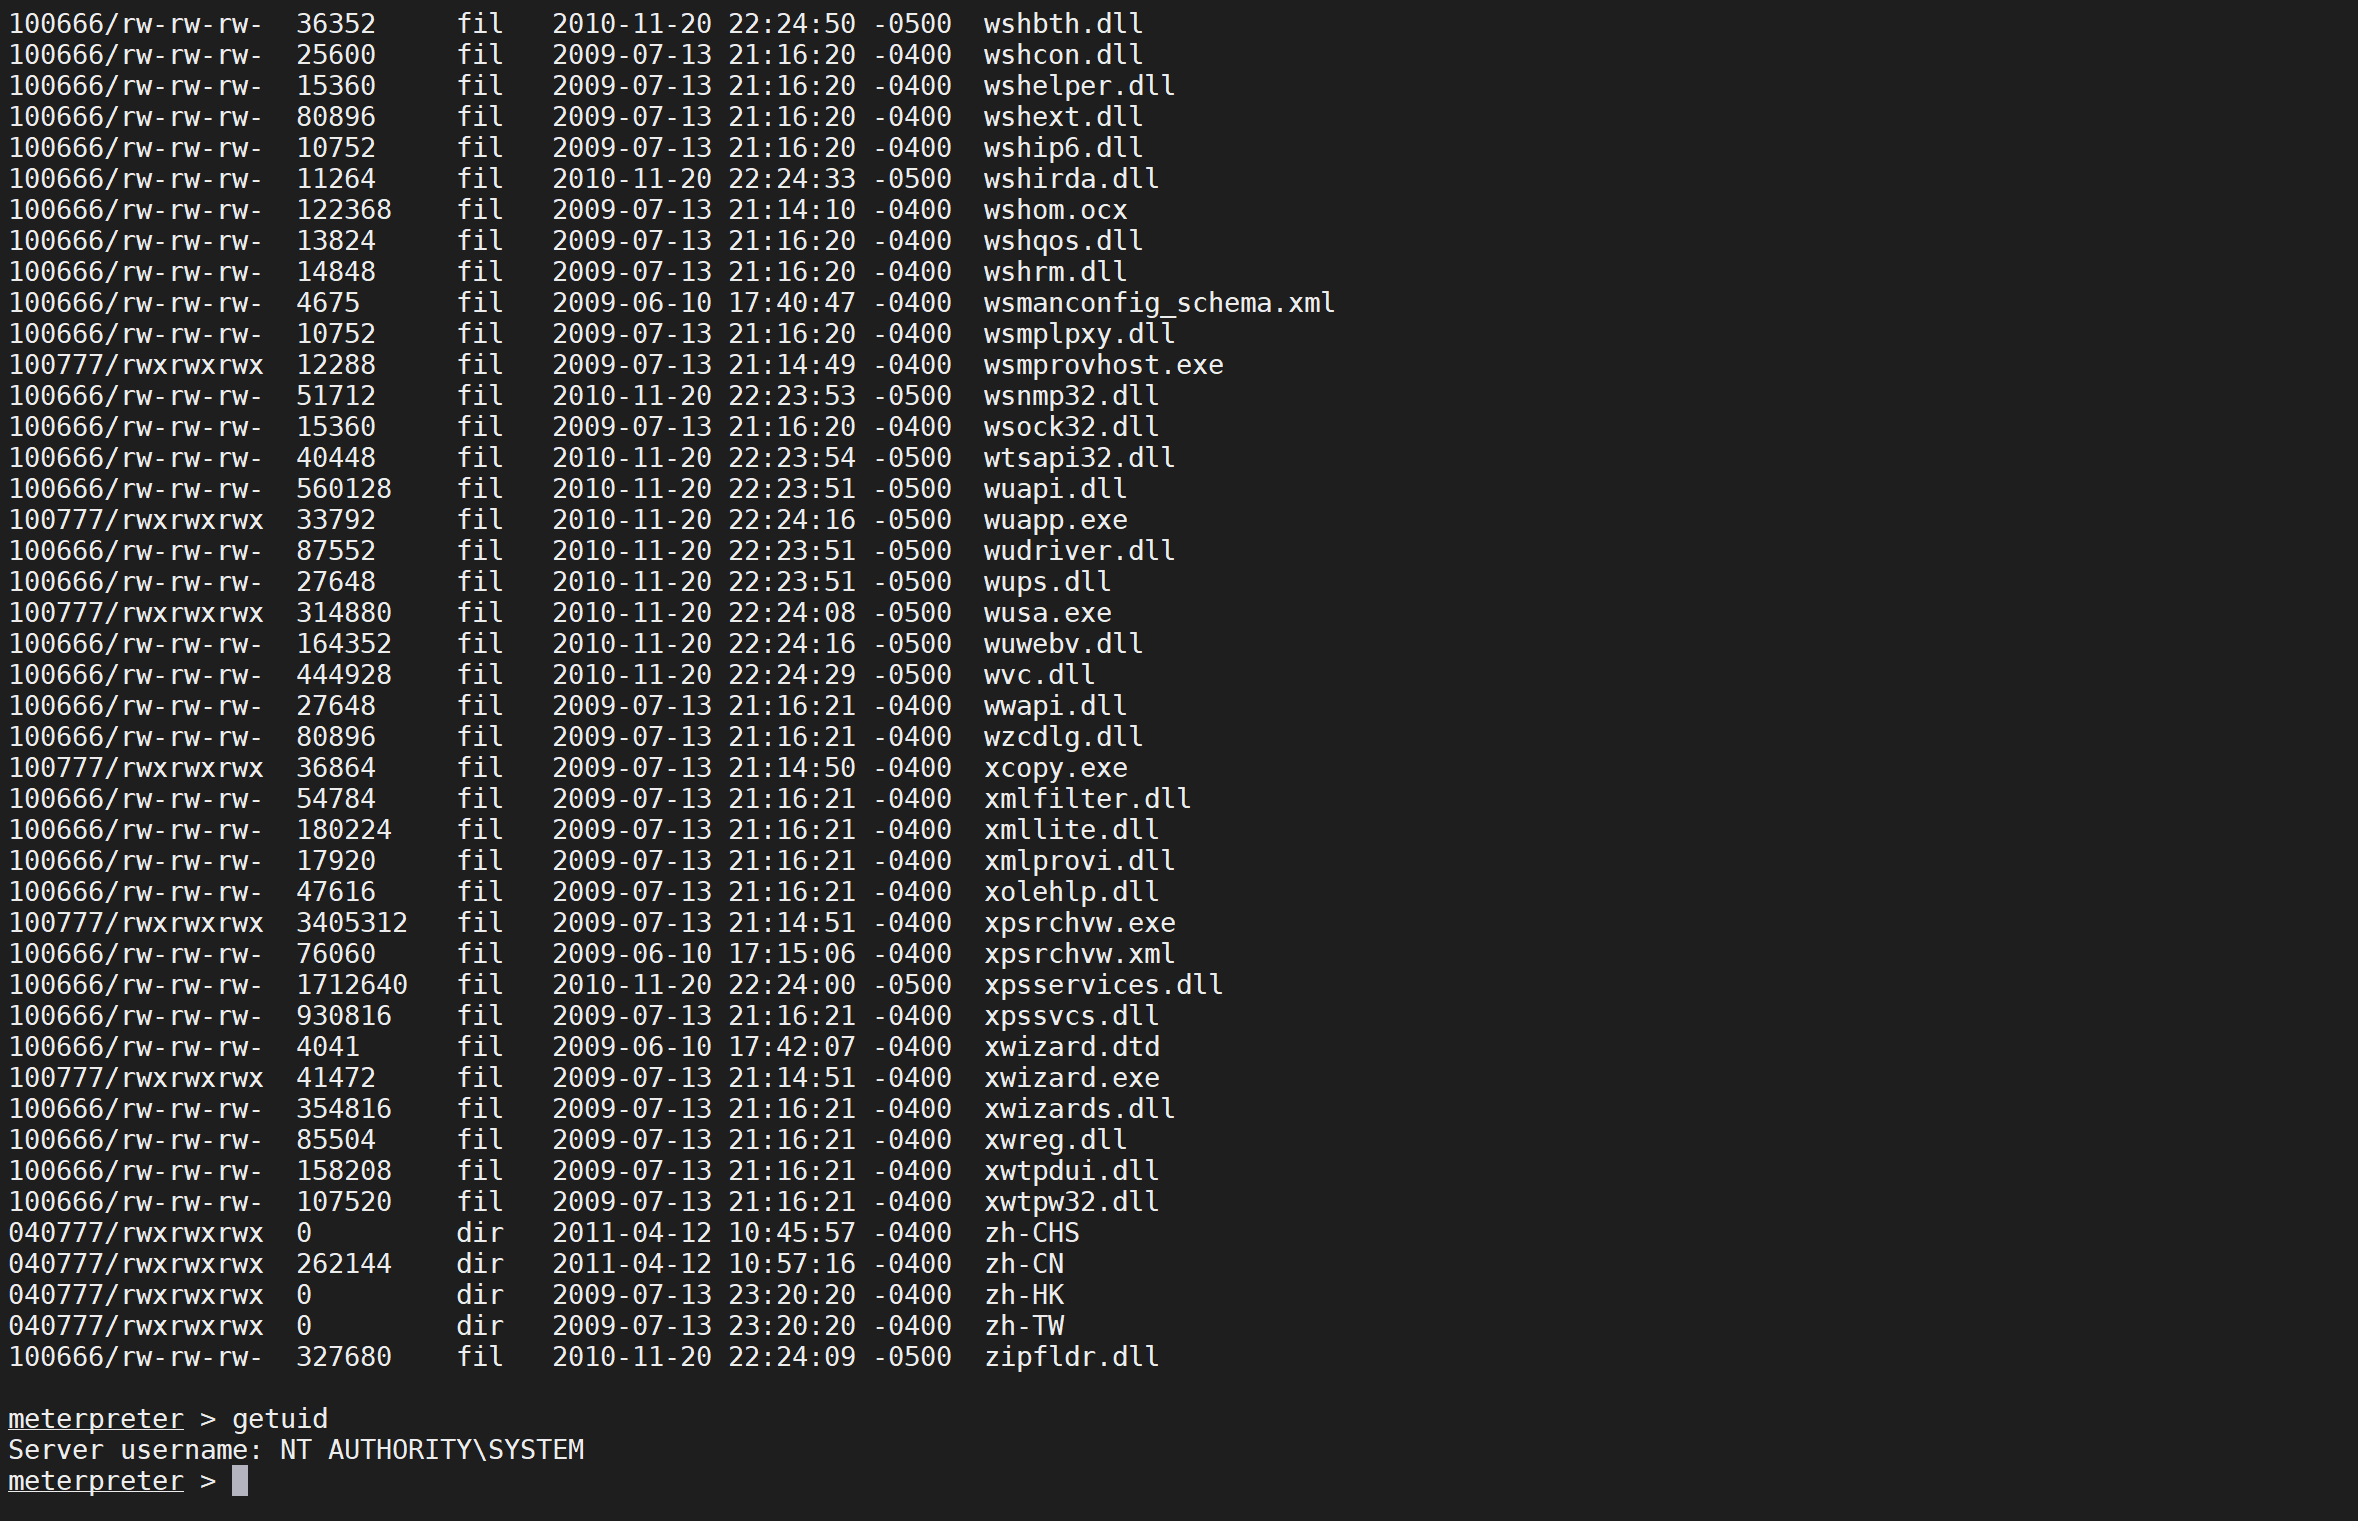 100666/rw-rw-rw-  36352     fil   2010-11-20 22:24:50 -0500  wshbth.dll
100666/rw-rw-rw-  25600     fil   2009-07-13 21:16:20 -0400  wshcon.dll
100666/rw-rw-rw-  15360     fil   2009-07-13 21:16:20 -0400  wshelper.dll
100666/rw-rw-rw-  80896     fil   2009-07-13 21:16:20 -0400  wshext.dll
100666/rw-rw-rw-  10752     fil   2009-07-13 21:16:20 -0400  wship6.dll
100666/rw-rw-rw-  11264     fil   2010-11-20 22:24:33 -0500  wshirda.dll
100666/rw-rw-rw-  122368    fil   2009-07-13 21:14:10 -0400  wshom.ocx
100666/rw-rw-rw-  13824     fil   2009-07-13 21:16:20 -0400  wshqos.dll
100666/rw-rw-rw-  14848     fil   2009-07-13 21:16:20 -0400  wshrm.dll
100666/rw-rw-rw-  4675      fil   2009-06-10 17:40:47 -0400  wsmanconfig_schema.xml
100666/rw-rw-rw-  10752     fil   2009-07-13 21:16:20 -0400  wsmplpxy.dll
100777/rwxrwxrwx  12288     fil   2009-07-13 21:14:49 -0400  wsmprovhost.exe
100666/rw-rw-rw-  51712     fil   2010-11-20 22:23:53 -0500  wsnmp32.dll
100666/rw-rw-rw-  15360     fil   2009-07-13 21:16:20 -0400  wsock32.dll
100666/rw-rw-rw-  40448     fil   2010-11-20 22:23:54 -0500  wtsapi32.dll
100666/rw-rw-rw-  560128    fil   2010-11-20 22:23:51 -0500  wuapi.dll
100777/rwxrwxrwx  33792     fil   2010-11-20 22:24:16 -0500  wuapp.exe
100666/rw-rw-rw-  87552     fil   2010-11-20 22:23:51 -0500  wudriver.dll
100666/rw-rw-rw-  27648     fil   2010-11-20 22:23:51 -0500  wups.dll
100777/rwxrwxrwx  314880    fil   2010-11-20 22:24:08 -0500  wusa.exe
100666/rw-rw-rw-  164352    fil   2010-11-20 22:24:16 -0500  wuwebv.dll
100666/rw-rw-rw-  444928    fil   2010-11-20 22:24:29 -0500  wvc.dll
100666/rw-rw-rw-  27648     fil   2009-07-13 21:16:21 -0400  wwapi.dll
100666/rw-rw-rw-  80896     fil   2009-07-13 21:16:21 -0400  wzcdlg.dll
100777/rwxrwxrwx  36864     fil   2009-07-13 21:14:50 -0400  xcopy.exe
100666/rw-rw-rw-  54784     fil   2009-07-13 21:16:21 -0400  xmlfilter.dll
100666/rw-rw-rw-  180224    fil   2009-07-13 21:16:21 -0400  xmllite.dll
100666/rw-rw-rw-  17920     fil   2009-07-13 21:16:21 -0400  xmlprovi.dll
100666/rw-rw-rw-  47616     fil   2009-07-13 21:16:21 -0400  xolehlp.dll
100777/rwxrwxrwx  3405312   fil   2009-07-13 21:14:51 -0400  xpsrchvw.exe
100666/rw-rw-rw-  76060     fil   2009-06-10 17:15:06 -0400  xpsrchvw.xml
100666/rw-rw-rw-  1712640   fil   2010-11-20 22:24:00 -0500  xpsservices.dll
100666/rw-rw-rw-  930816    fil   2009-07-13 21:16:21 -0400  xpssvcs.dll
100666/rw-rw-rw-  4041      fil   2009-06-10 17:42:07 -0400  xwizard.dtd
100777/rwxrwxrwx  41472     fil   2009-07-13 21:14:51 -0400  xwizard.exe
100666/rw-rw-rw-  354816    fil   2009-07-13 21:16:21 -0400  xwizards.dll
100666/rw-rw-rw-  85504     fil   2009-07-13 21:16:21 -0400  xwreg.dll
100666/rw-rw-rw-  158208    fil   2009-07-13 21:16:21 -0400  xwtpdui.dll
100666/rw-rw-rw-  107520    fil   2009-07-13 21:16:21 -0400  xwtpw32.dll
040777/rwxrwxrwx  0         dir   2011-04-12 10:45:57 -0400  zh-CHS
040777/rwxrwxrwx  262144    dir   2011-04-12 10:57:16 -0400  zh-CN
040777/rwxrwxrwx  0         dir   2009-07-13 23:20:20 -0400  zh-HK
040777/rwxrwxrwx  0         dir   2009-07-13 23:20:20 -0400  zh-TW
100666/rw-rw-rw-  327680    fil   2010-11-20 22:24:09 -0500  zipfldr.dll
meterpreter > getuid
Server username: NT AUTHORITY\SYSTEM
meterpreter >